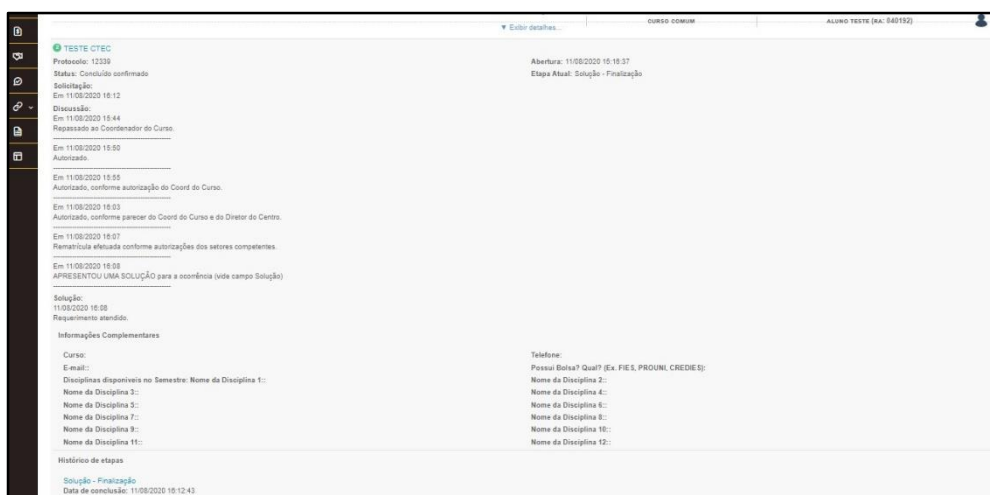 CURSO COMUM
ALUNO TESTE (RA: 040192)
▼ Exibir detalhes...
TESTE CTEC
Protocolo: 12339
Abertura: 11/08/2020 15:16:37
Status: Concluído confirmado
Etapa Atual: Solução - Finalização
Solicitação:
Em 11/08/2020 16:12
Discussão:
Em 11/08/2020 15:44
Repassado ao Coordenador do Curso.
--------------------------------------------------
Em 11/08/2020 15:50
Autorizado.
--------------------------------------------------
Em 11/08/2020 15:55
Autorizado, conforme autorização do Coord do Curso.
--------------------------------------------------
Em 11/08/2020 16:03
Autorizado, conforme parecer do Coord do Curso e do Diretor do Centro.
--------------------------------------------------
Em 11/08/2020 16:07
Rematrícula efetuada conforme autorizações dos setores competentes.
--------------------------------------------------
Em 11/08/2020 16:08
APRESENTOU UMA SOLUÇÃO para a ocorrência (vide campo Solução)
--------------------------------------------------
Solução:
11/08/2020 16:08
Requerimento atendido.
Informações Complementares
Curso:
Telefone:
E-mail::
Possui Bolsa? Qual? (Ex. FIES, PROUNI, CREDIES):
Disciplinas disponíveis no Semestre: Nome da Disciplina 1::
Nome da Disciplina 2::
Nome da Disciplina 3::
Nome da Disciplina 4::
Nome da Disciplina 5::
Nome da Disciplina 6::
Nome da Disciplina 7::
Nome da Disciplina 8::
Nome da Disciplina 9::
Nome da Disciplina 10::
Nome da Disciplina 11::
Nome da Disciplina 12::
Histórico de etapas
Solução - Finalização
Data de conclusão: 11/08/2020 16:12:43